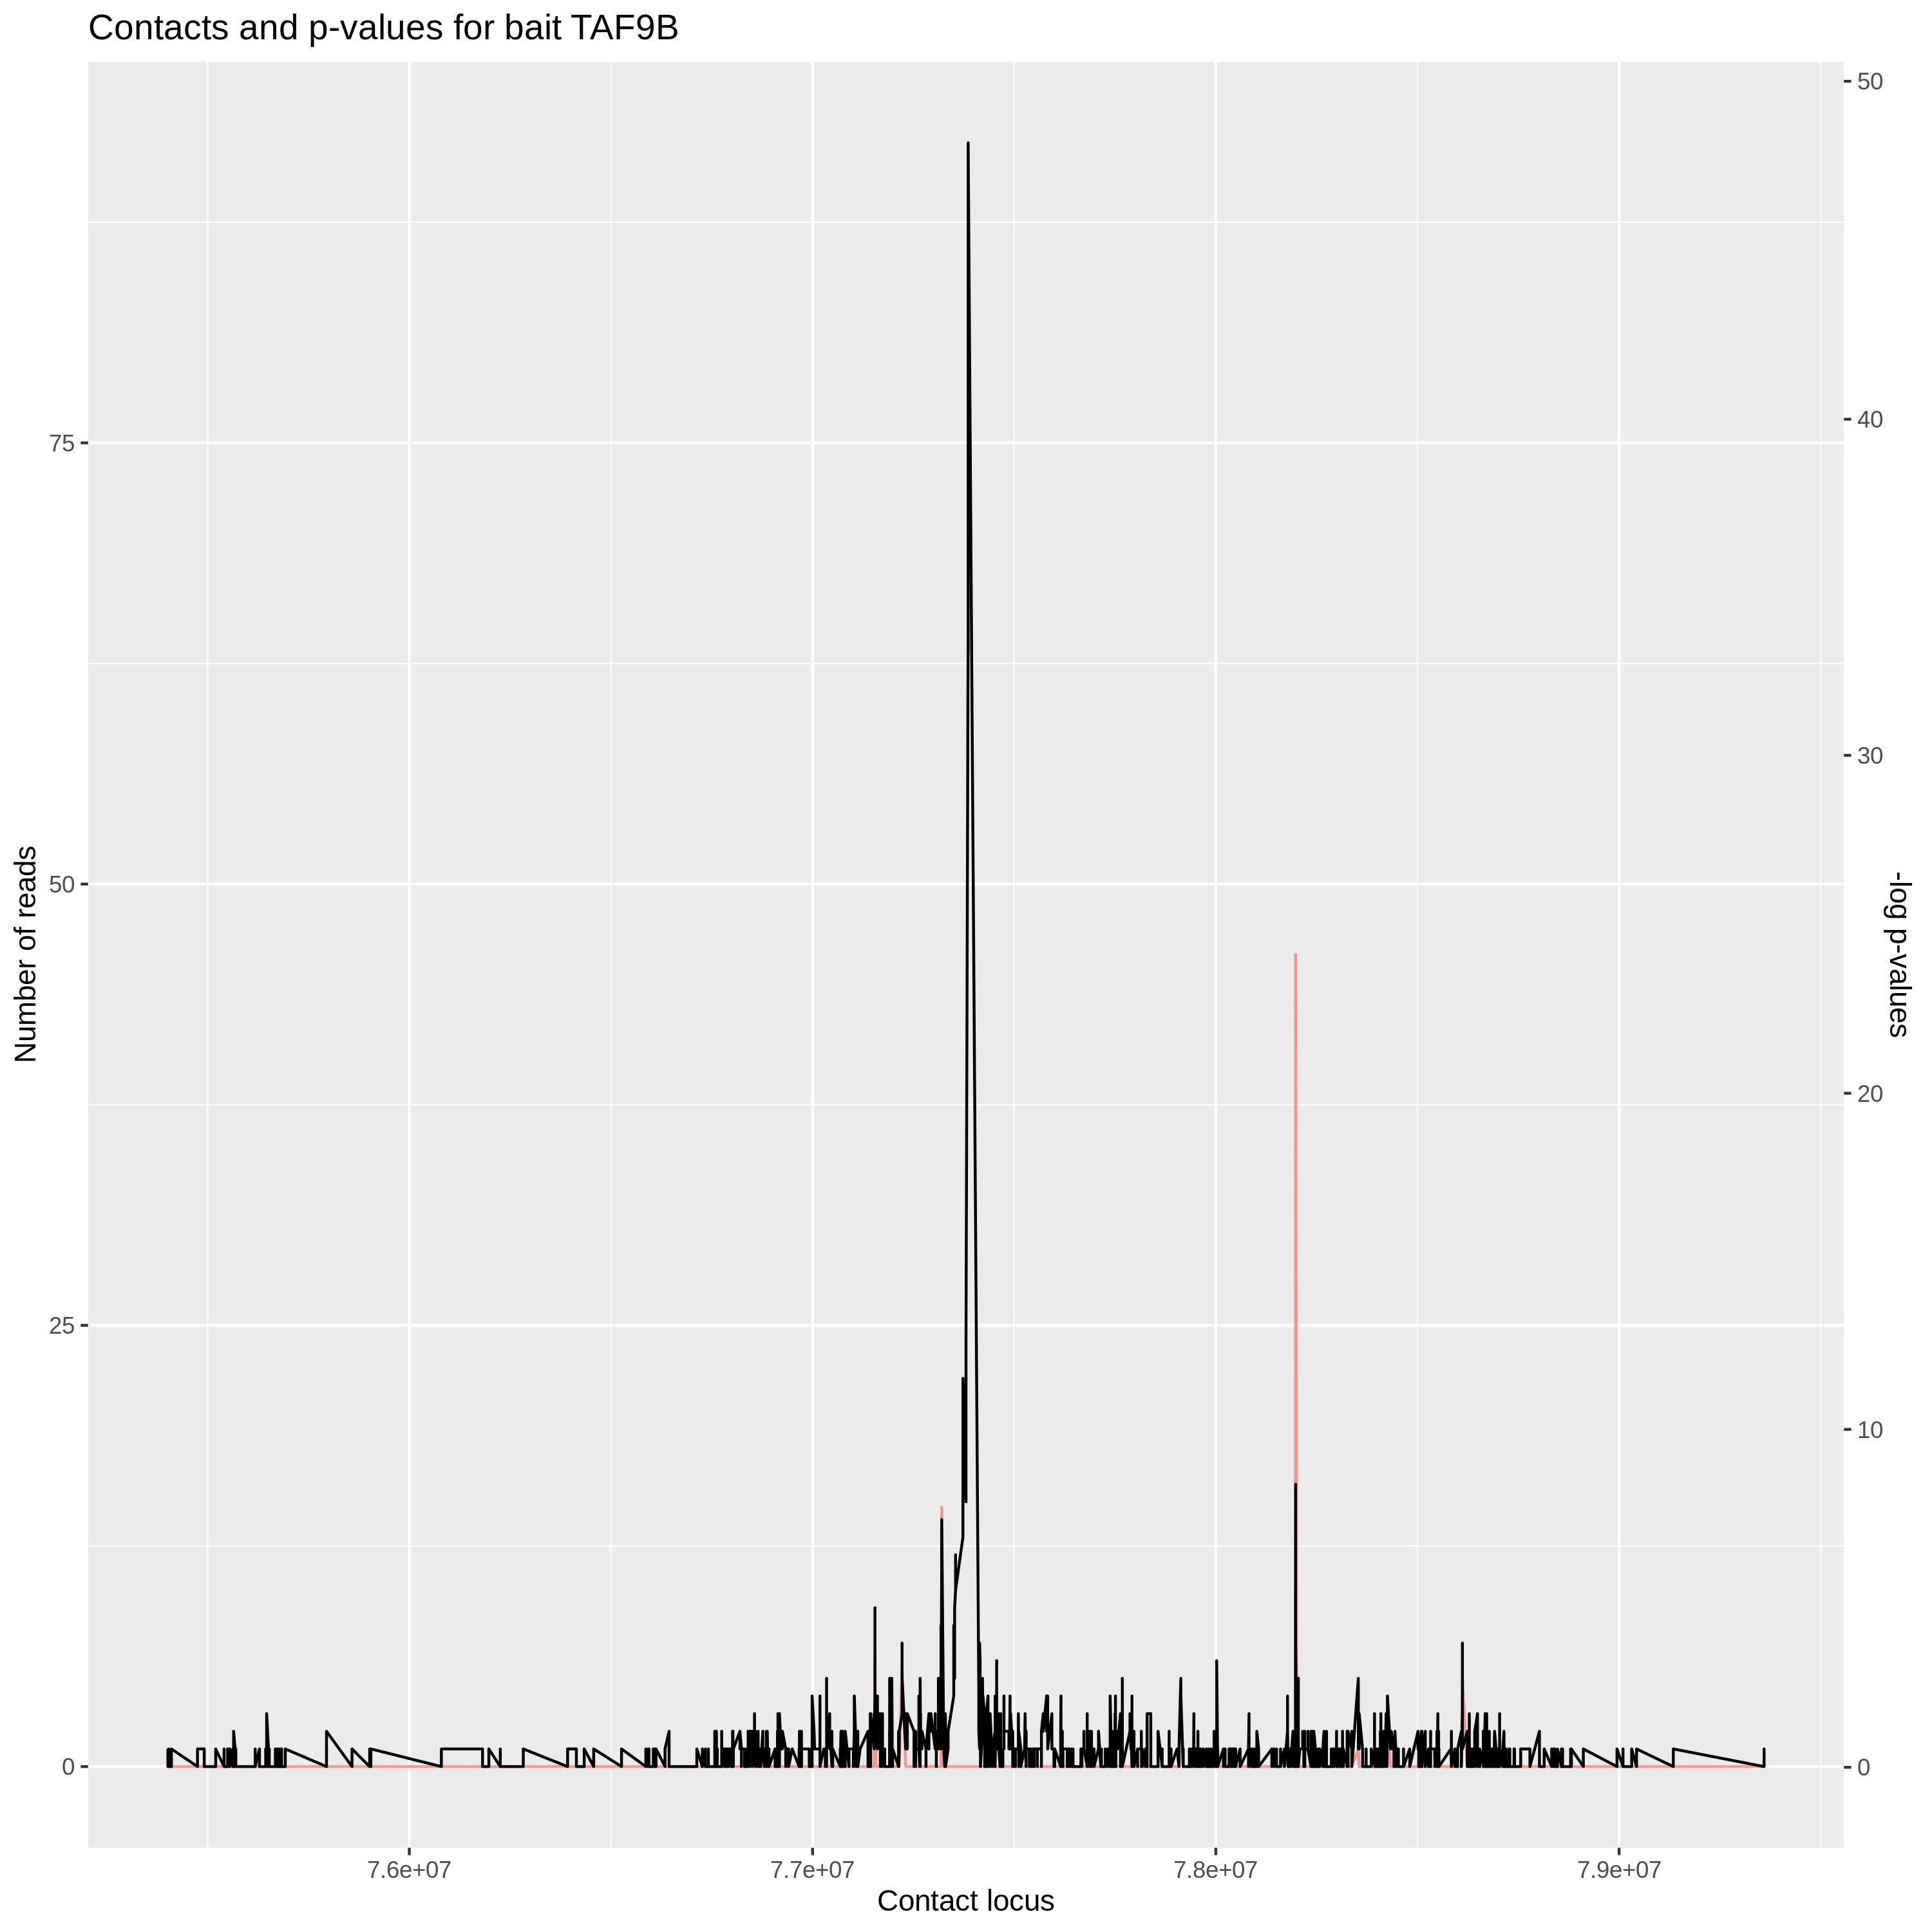 Contacts and p-values for bait TAF9B
Number of reads
75
50
25
0
50
40
30
20
10
0
-log p-values
7.6e+07 7.7e+07 7.8e+07 7.9e+07
Contact locus